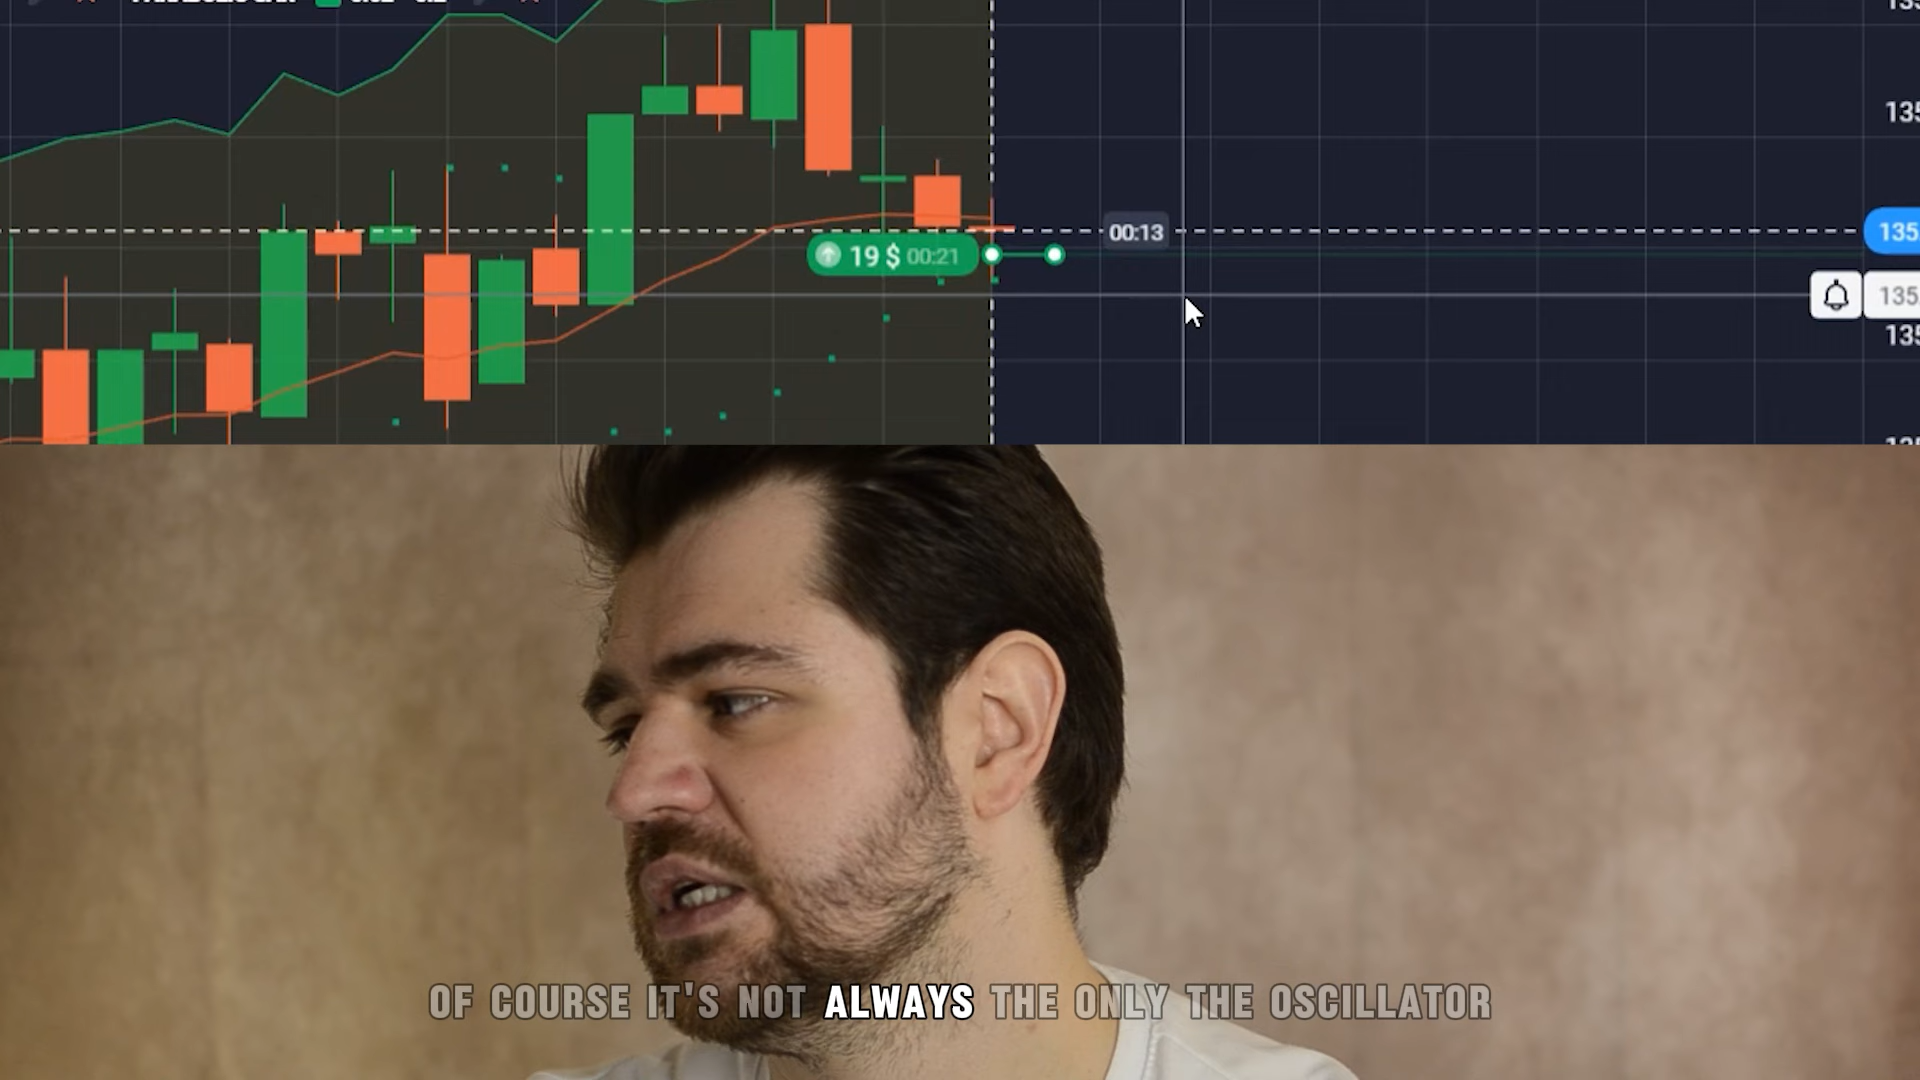 135
00:13
135.
19 $ 00:21
135.
135
OF COURSE IT'S NOT ALWAYS THE ONLY THE OSCILLATOR